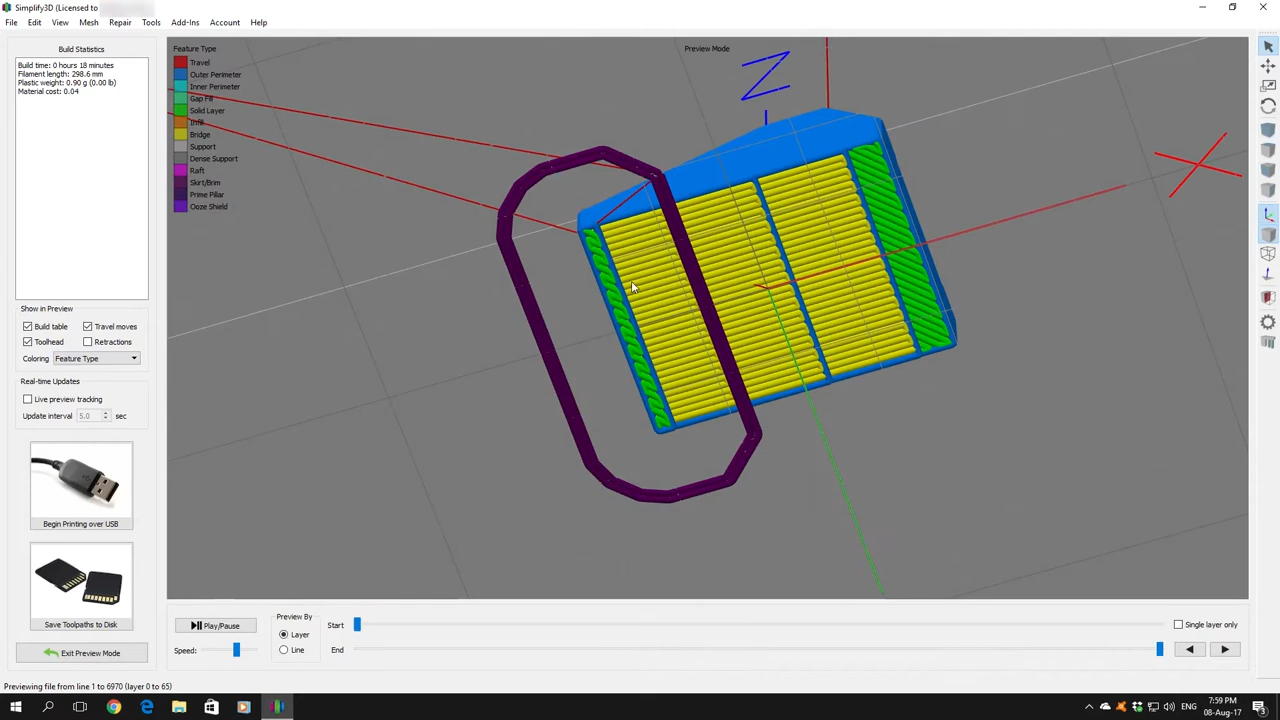 Simplify3D (Licensed to
File Edit View Mesh Repair Tools Add-Ins Account Help
Build Statistics
Build time: 0 hours 18 minutes
Filament length: 298.6 mm
Plastic weight: 0.90 g (0.00 lb)
Material cost: 0.04
Show in Preview
Build table
Travel moves
Toolhead
Retractions
Coloring Feature Type
Real-time Updates
Live preview tracking
Update interval 5.0 sec
Begin Printing over USB
Save Toolpaths to Disk
Exit Preview Mode
Feature Type
Travel
Outer Perimeter
Inner Perimeter
Gap Fill
Solid Layer
Infill
Bridge
Support
Dense Support
Raft
Skirt/Brim
Prime Pillar
Ooze Shield
Preview Mode
Z
X
Play/Pause
Speed:
Preview By
Layer
Line
Start
End
Single layer only
Previewing file from line 1 to 6970 (layer 0 to 65)
ENG
7:59 PM
08-Aug-17
3